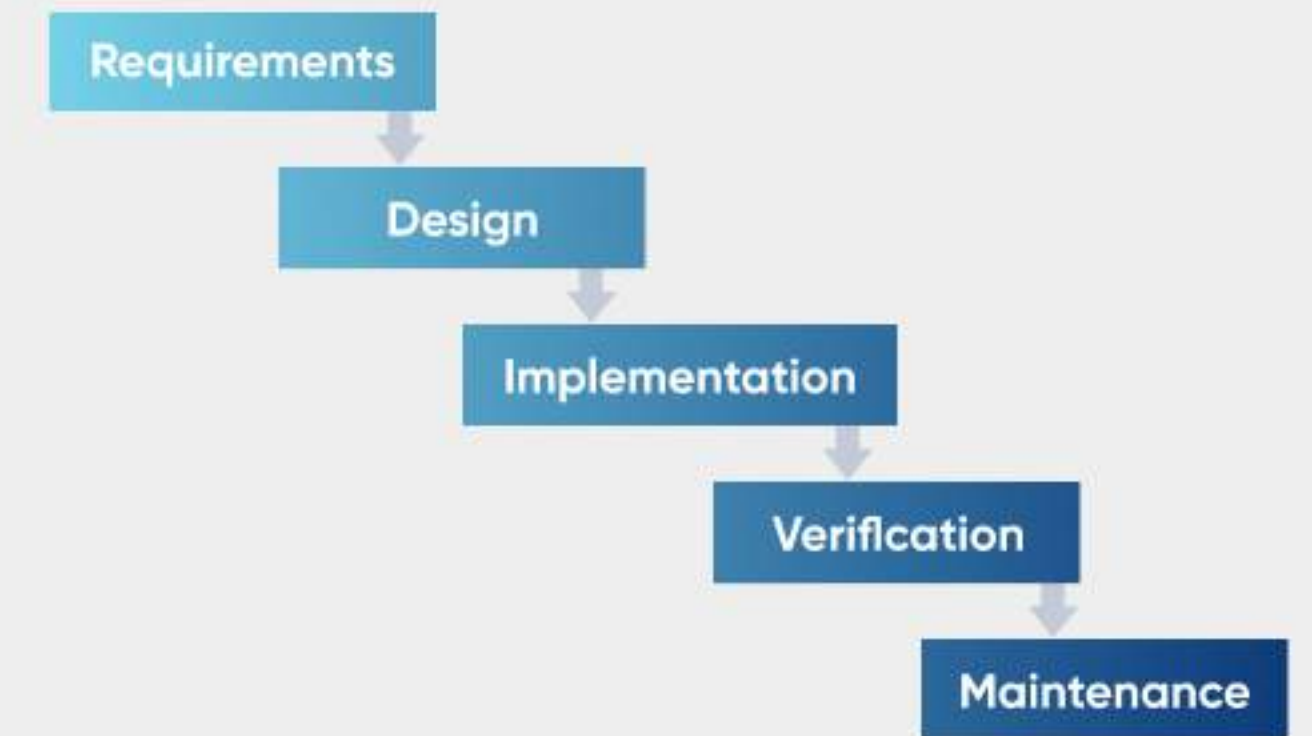 Requirements
Design
Implementation
Verification
Maintenance